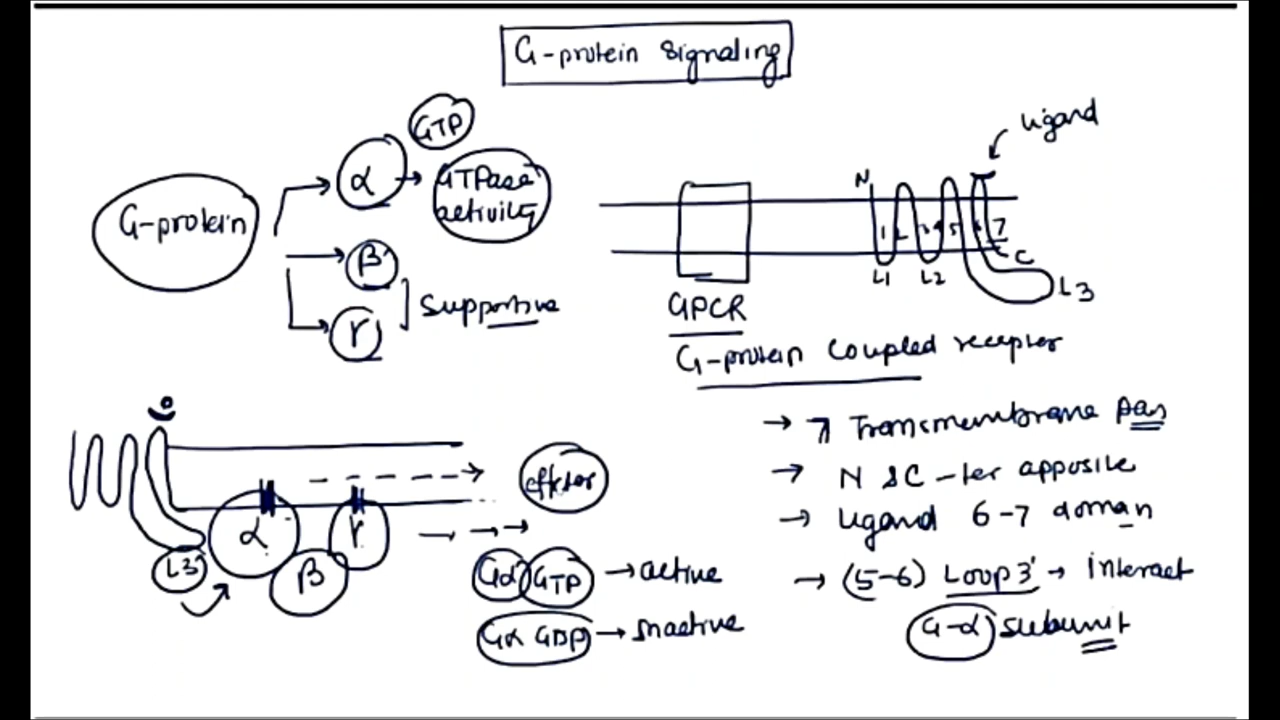 G-protein Signaling
GTP
α
GTPase activity
G-protein
β
γ
Supportive
ligand
N
1 2 3 4 5 6 7
C
L1
L2
L3
GPCR
G-protein Coupled receptor
→ 7 Transmembrane pas
→ N & C-ter apposite
→ ligand 6-7 doman
→ (5-6) Loop 3' → interact
G-α subunit
effector
α
γ
β
L3
Gα GTP → active
Gα GDP → inactive